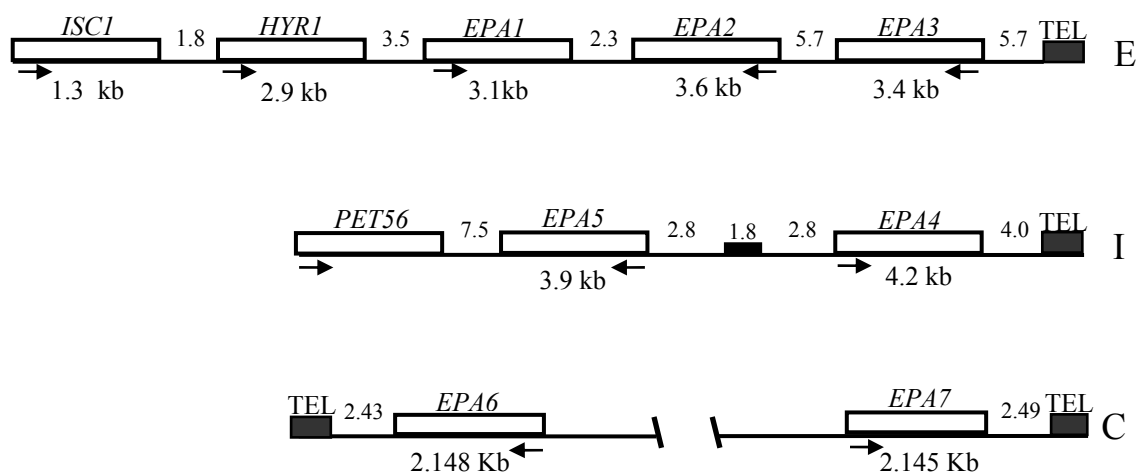 ISC1 1.8 HYR1 3.5 EPA1 2.3 EPA2 5.7 EPA3 5.7 TEL E
1.3 kb 2.9 kb 3.1kb 3.6 kb 3.4 kb
PET56 7.5 EPA5 2.8 1.8 2.8 EPA4 4.0 TEL I
3.9 kb 4.2 kb
TEL 2.43 EPA6 EPA7 2.49 TEL C
2.148 Kb 2.145 Kb